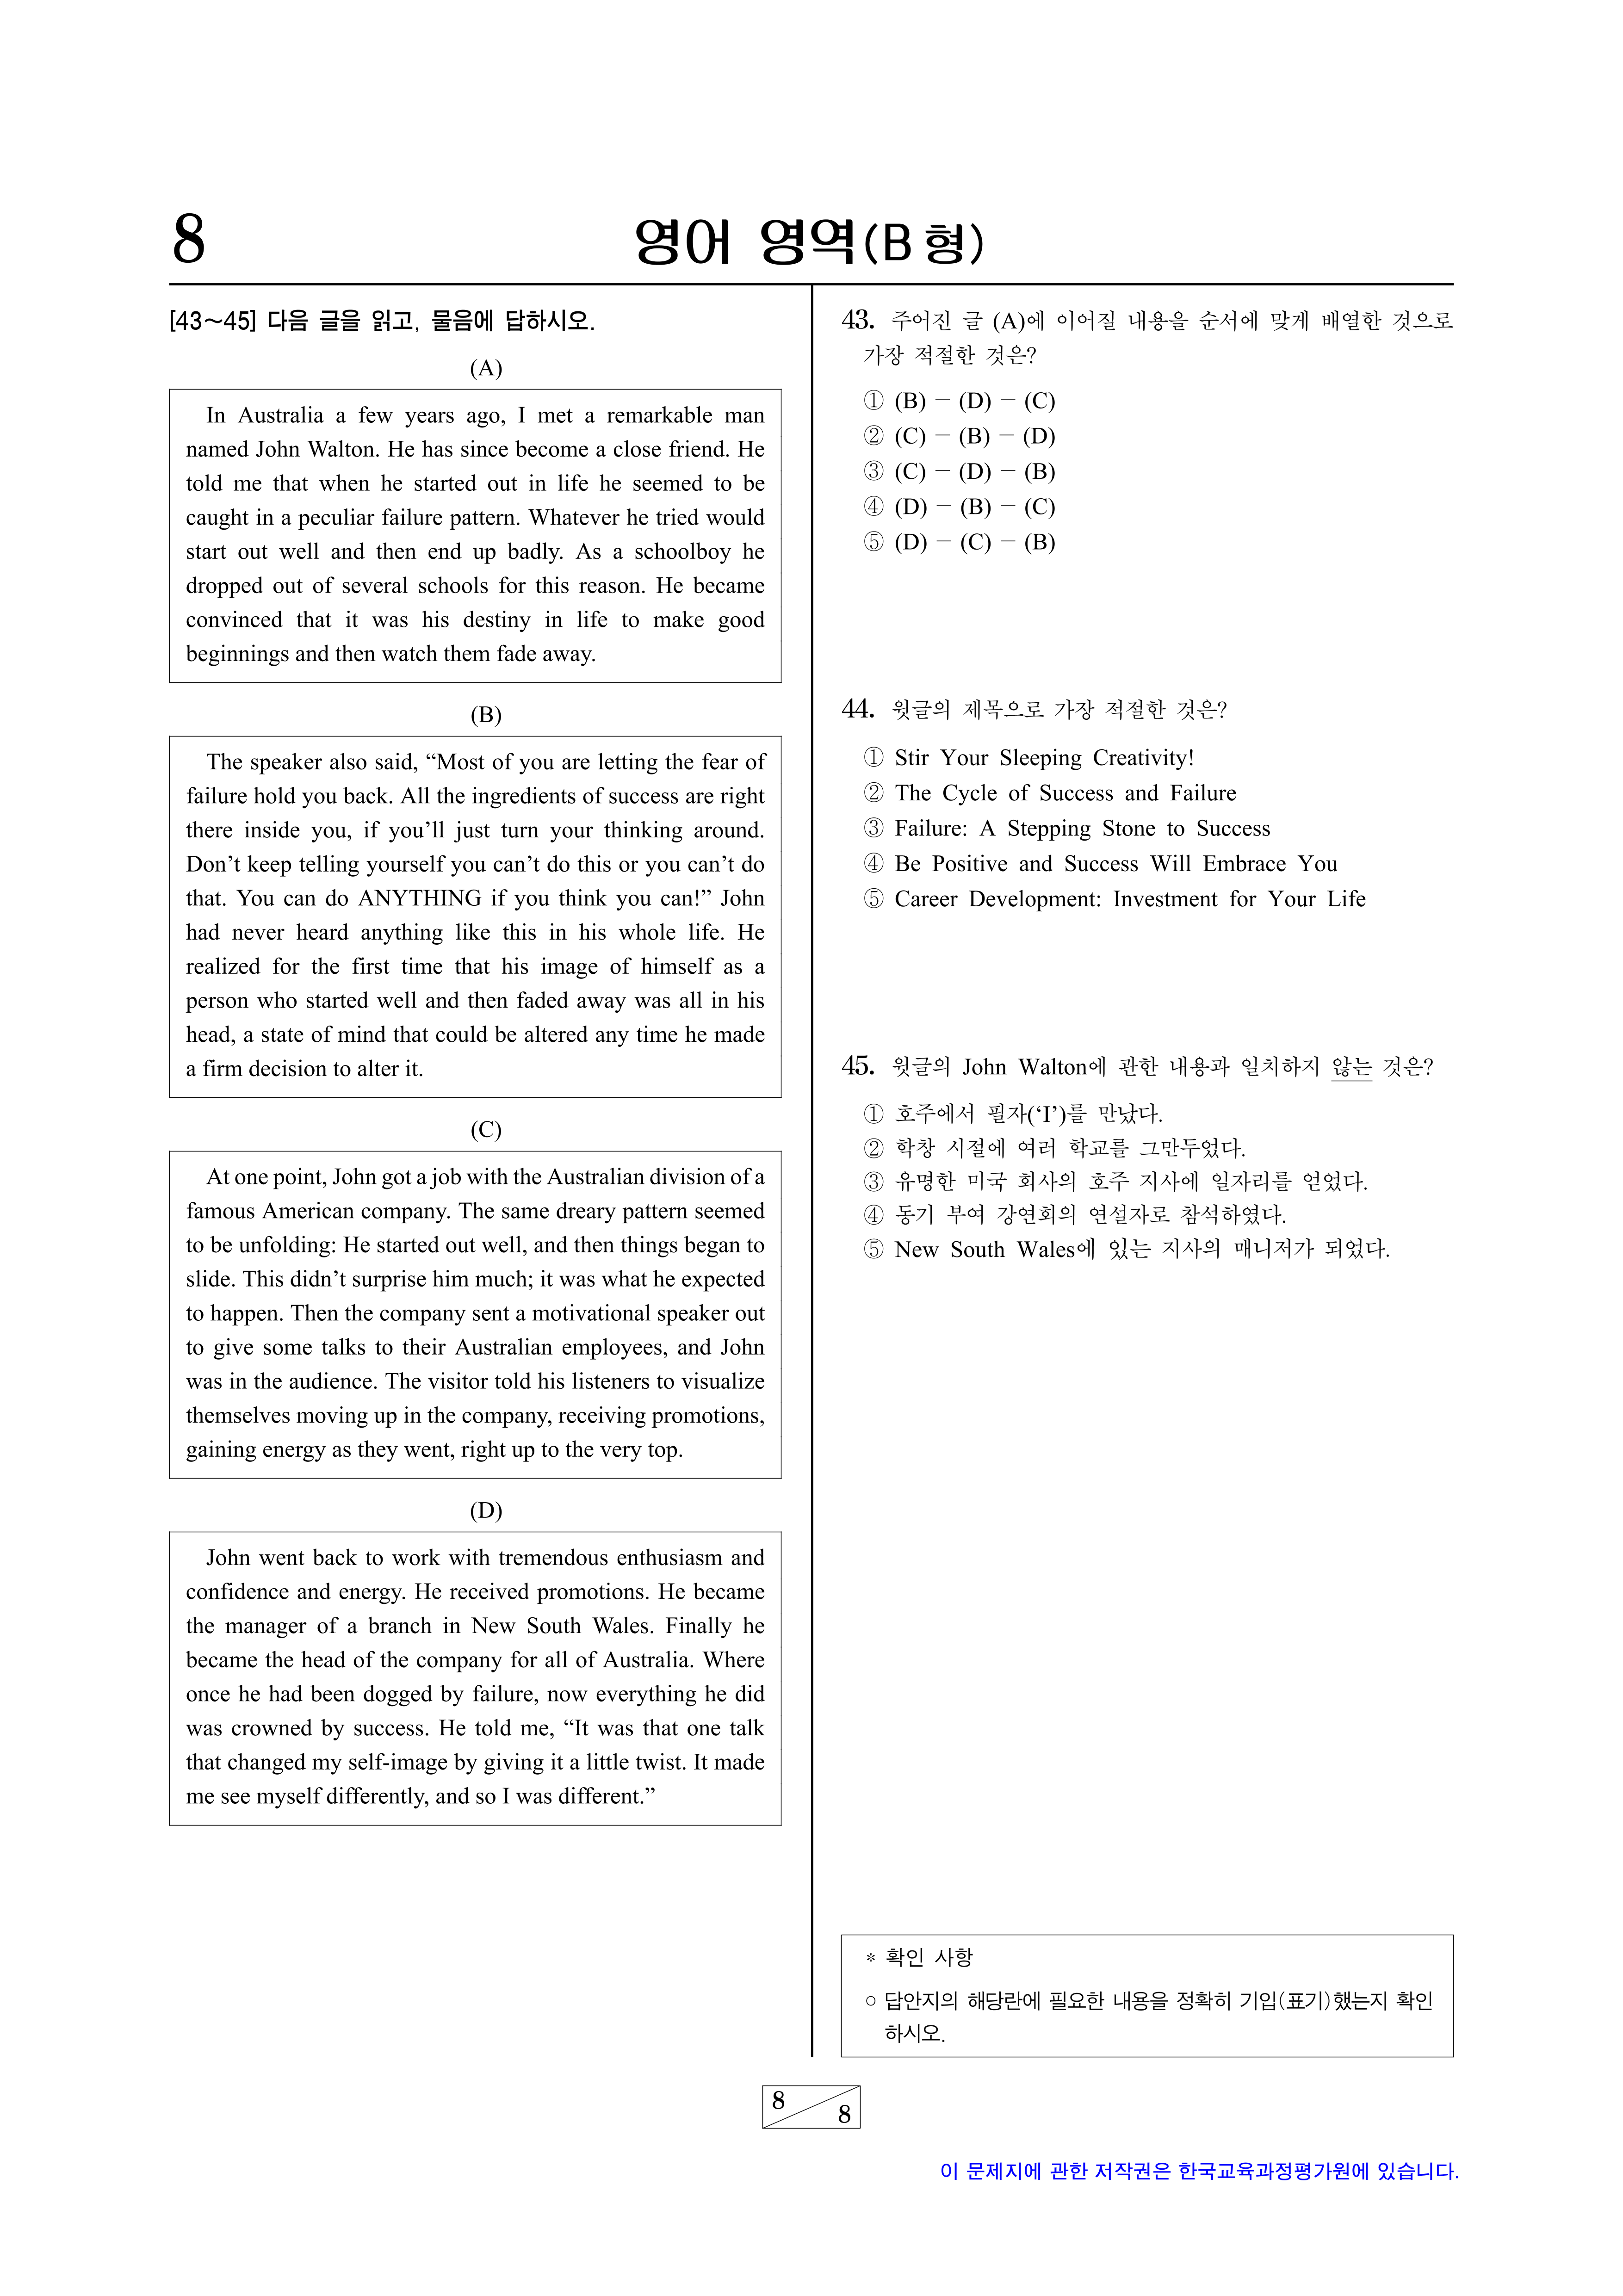 8
영어 영역(B형)
[43~45] 다음 글을 읽고, 물음에 답하시오.
(A)
In Australia a few years ago, I met a remarkable man
named John Walton. He has since become a close friend. He
told me that when he started out in life he seemed to be
caught in a peculiar failure pattern. Whatever he tried would
start out well and then end up badly. As a schoolboy he
dropped out of several schools for this reason. He became
convinced that it was his destiny in life to make good
beginnings and then watch them fade away.
(B)
The speaker also said, “Most of you are letting the fear of
failure hold you back. All the ingredients of success are right
there inside you, if you’ll just turn your thinking around.
Don’t keep telling yourself you can’t do this or you can’t do
that. You can do ANYTHING if you think you can!” John
had never heard anything like this in his whole life. He
realized for the first time that his image of himself as a
person who started well and then faded away was all in his
head, a state of mind that could be altered any time he made
a firm decision to alter it.
(C)
At one point, John got a job with the Australian division of a
famous American company. The same dreary pattern seemed
to be unfolding: He started out well, and then things began to
slide. This didn’t surprise him much; it was what he expected
to happen. Then the company sent a motivational speaker out
to give some talks to their Australian employees, and John
was in the audience. The visitor told his listeners to visualize
themselves moving up in the company, receiving promotions,
gaining energy as they went, right up to the very top.
(D)
John went back to work with tremendous enthusiasm and
confidence and energy. He received promotions. He became
the manager of a branch in New South Wales. Finally he
became the head of the company for all of Australia. Where
once he had been dogged by failure, now everything he did
was crowned by success. He told me, “It was that one talk
that changed my self-image by giving it a little twist. It made
me see myself differently, and so I was different.”
43. 주어진 글 (A)에 이어질 내용을 순서에 맞게 배열한 것으로
가장 적절한 것은?
① (B) － (D) － (C)
② (C) － (B) － (D)
③ (C) － (D) － (B)
④ (D) － (B) － (C)
⑤ (D) － (C) － (B)
44. 윗글의 제목으로 가장 적절한 것은?
① Stir Your Sleeping Creativity!
② The Cycle of Success and Failure
③ Failure: A Stepping Stone to Success
④ Be Positive and Success Will Embrace You
⑤ Career Development: Investment for Your Life
45. 윗글의 John Walton에 관한 내용과 일치하지 않는 것은?
① 호주에서 필자(‘I’)를 만났다.
② 학창 시절에 여러 학교를 그만두었다.
③ 유명한 미국 회사의 호주 지사에 일자리를 얻었다.
④ 동기 부여 강연회의 연설자로 참석하였다.
⑤ New South Wales에 있는 지사의 매니저가 되었다.
* 확인 사항
○ 답안지의 해당란에 필요한 내용을 정확히 기입(표기)했는지 확인
하시오.
8
8
이 문제지에 관한 저작권은 한국교육과정평가원에 있습니다.